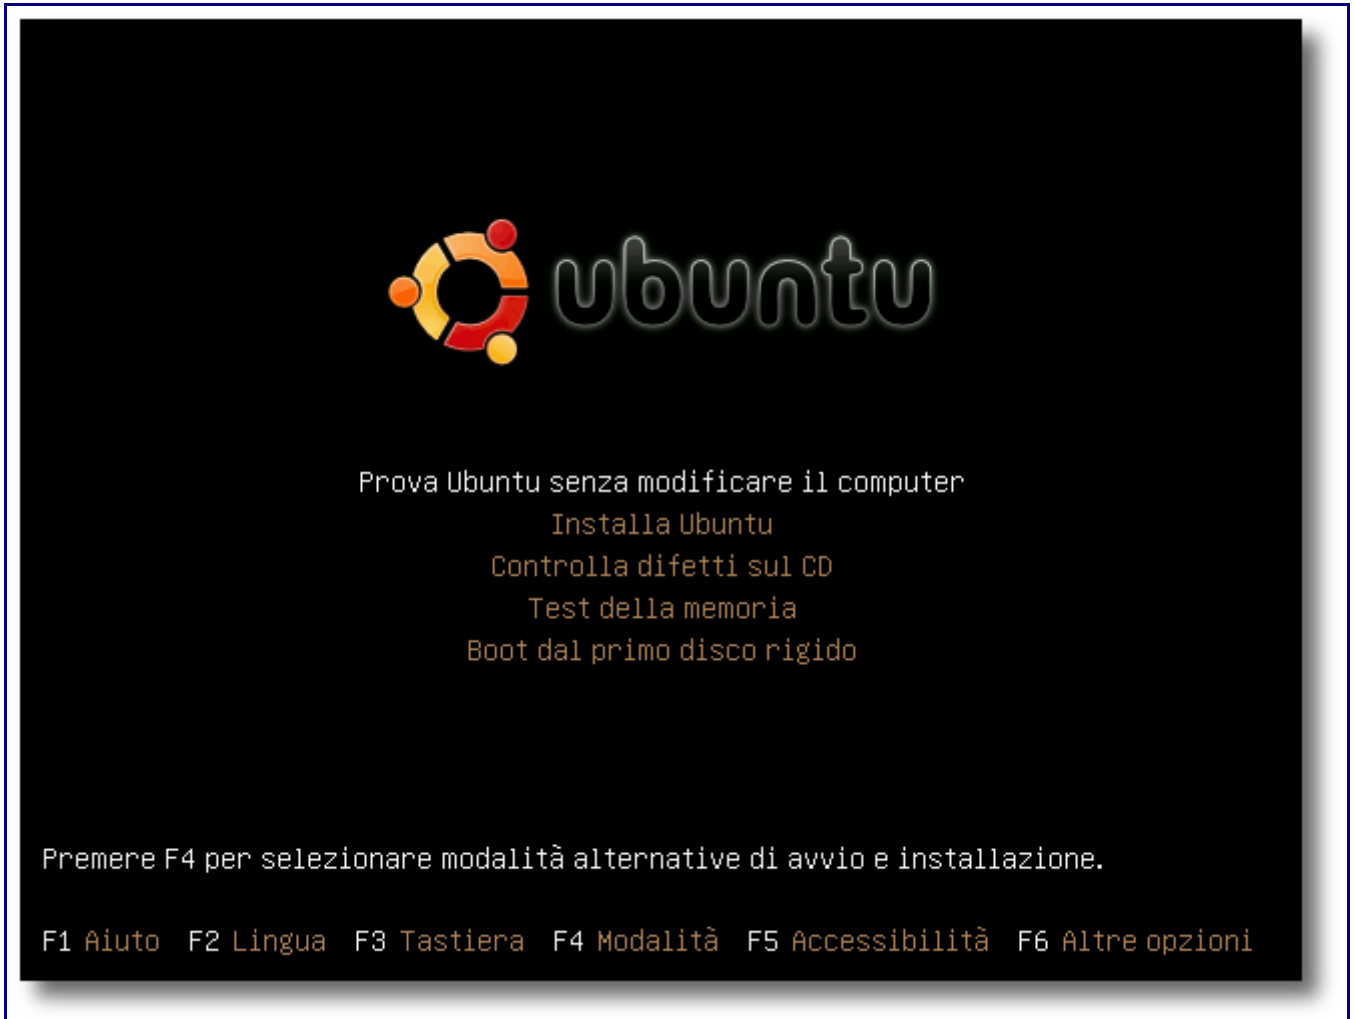 ubuntu
Prova Ubuntu senza modificare il computer
Installa Ubuntu
Controlla difetti sul CD
Test della memoria
Boot dal primo disco rigido
Premere F4 per selezionare modalità alternative di avvio e installazione.
F1 Aiuto F2 Lingua F3 Tastiera F4 Modalità F5 Accessibilità F6 Altre opzioni